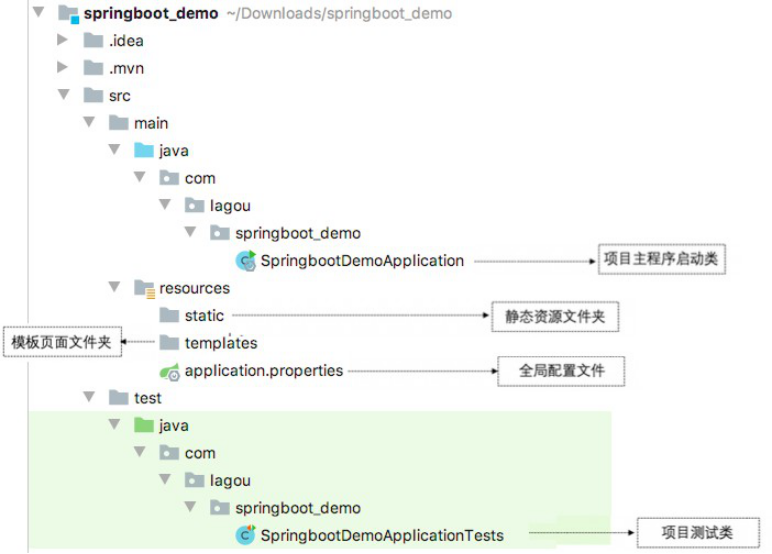 springboot_demo ~/Downloads/springboot_demo
.idea
.mvn
src
main
java
com
lagou
springboot_demo
SpringbootDemoApplication 项目主程序启动类
resources
static 静态资源文件夹
模板页面文件夹 templates
application.properties 全局配置文件
test
java
com
lagou
springboot_demo
SpringbootDemoApplicationTests 项目测试类